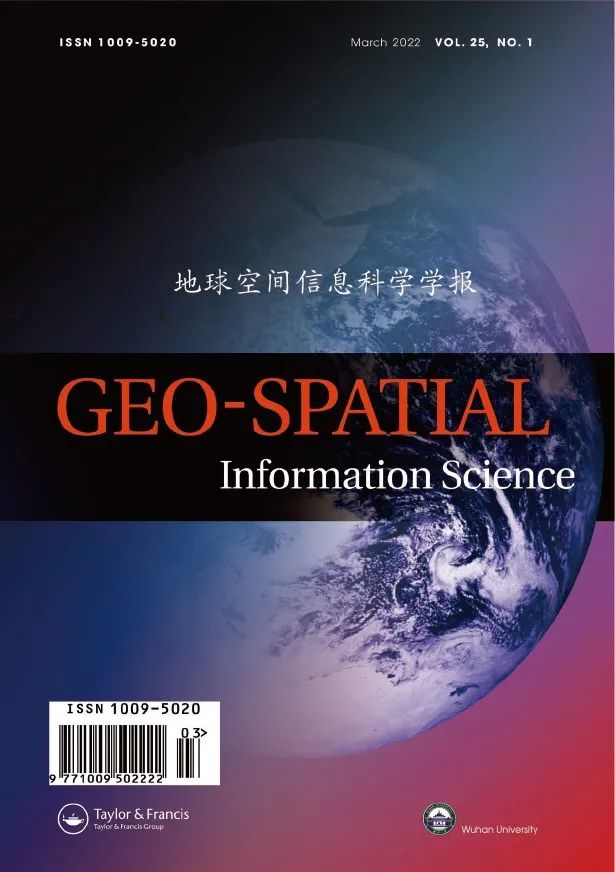 ISSN 1009-5020
March 2022 VOL. 25, NO. 1
地球空间信息科学学报
GEO-SPATIAL
Information Science
ISSN 1009-5020
03>
9 771009 502222
Taylor & Francis
Taylor & Francis Group
Wuhan University